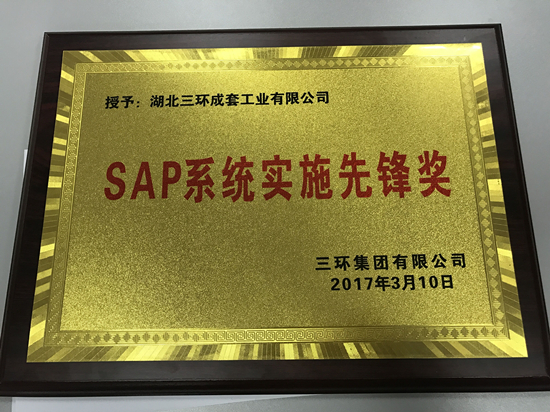 授予：湖北三环成套工业有限公司
SAP系统实施先锋奖
三环集团有限公司
2017年3月10日